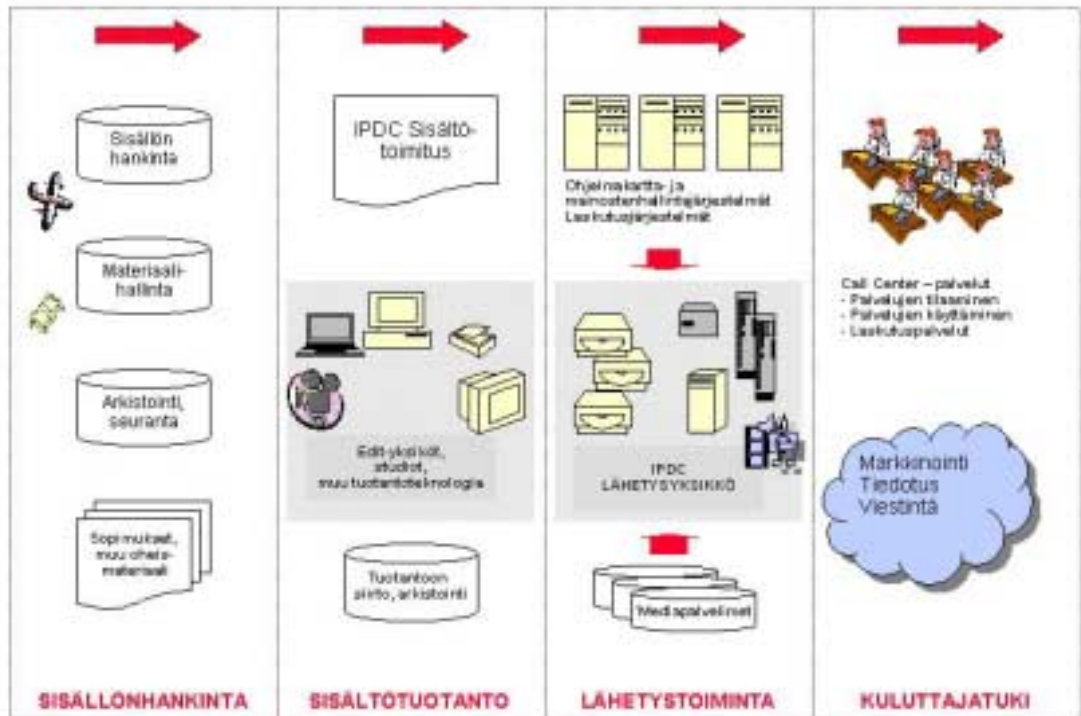 Sisällön
hankinta
Materiaali-
hallinta
Arkistointi,
seuranta
Sopimukset,
muu oheis-
materiaali
SISÄLLÖNHANKINTA
IPDC Sisältö-
toimitus
Edit-yksiköt,
studiot,
muu tuotantoteknologia
Tuotantoon
siirto, arkistointi
SISÄLTÖTUOTANTO
Ohjelmakartta- ja
mainostenhallintajärjestelmät
Laskutusjärjestelmät
IPDC
LÄHETYSYKSIKKÖ
Mediapalvelimet
LÄHETYSTOIMINTA
Call Center – palvelut
- Palvelujen tilaaminen
- Palvelujen käyttäminen
- Laskutuspalvelut
Markkinointi
Tiedotus
Viestintä
KULUTTAJATUKI